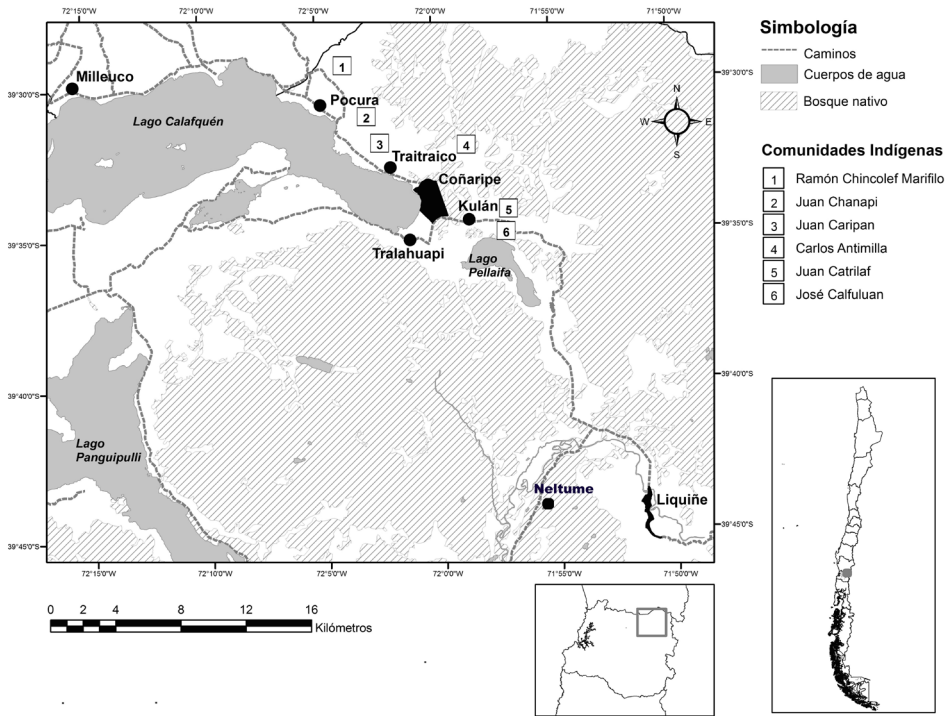 72°15'0"W 72°10'0"W 72°5'0"W 72°0'0"W 71°55'0"W 71°50'0"W
Milleuco
1
Pocura
2
Lago Calafquén
3
4
Traitraico
Coñaripe
Kulán
5
6
Tralahuapi
Lago
Pellaifa
Lago
Panguipulli
Neltume
Liquiñe
39°30'0"S
39°35'0"S
39°40'0"S
39°45'0"S
39°30'0"S
39°35'0"S
39°40'0"S
39°45'0"S
72°15'0"W 72°10'0"W 72°5'0"W 72°0'0"W 71°55'0"W 71°50'0"W
0 2 4 8 12 16
Kilómetros
Simbología
Caminos
Cuerpos de agua
Bosque nativo
N
W E
S
Comunidades Indígenas
1 Ramón Chincolef Marifilo
2 Juan Chanapi
3 Juan Caripan
4 Carlos Antimilla
5 Juan Catrilaf
6 José Calfuluan